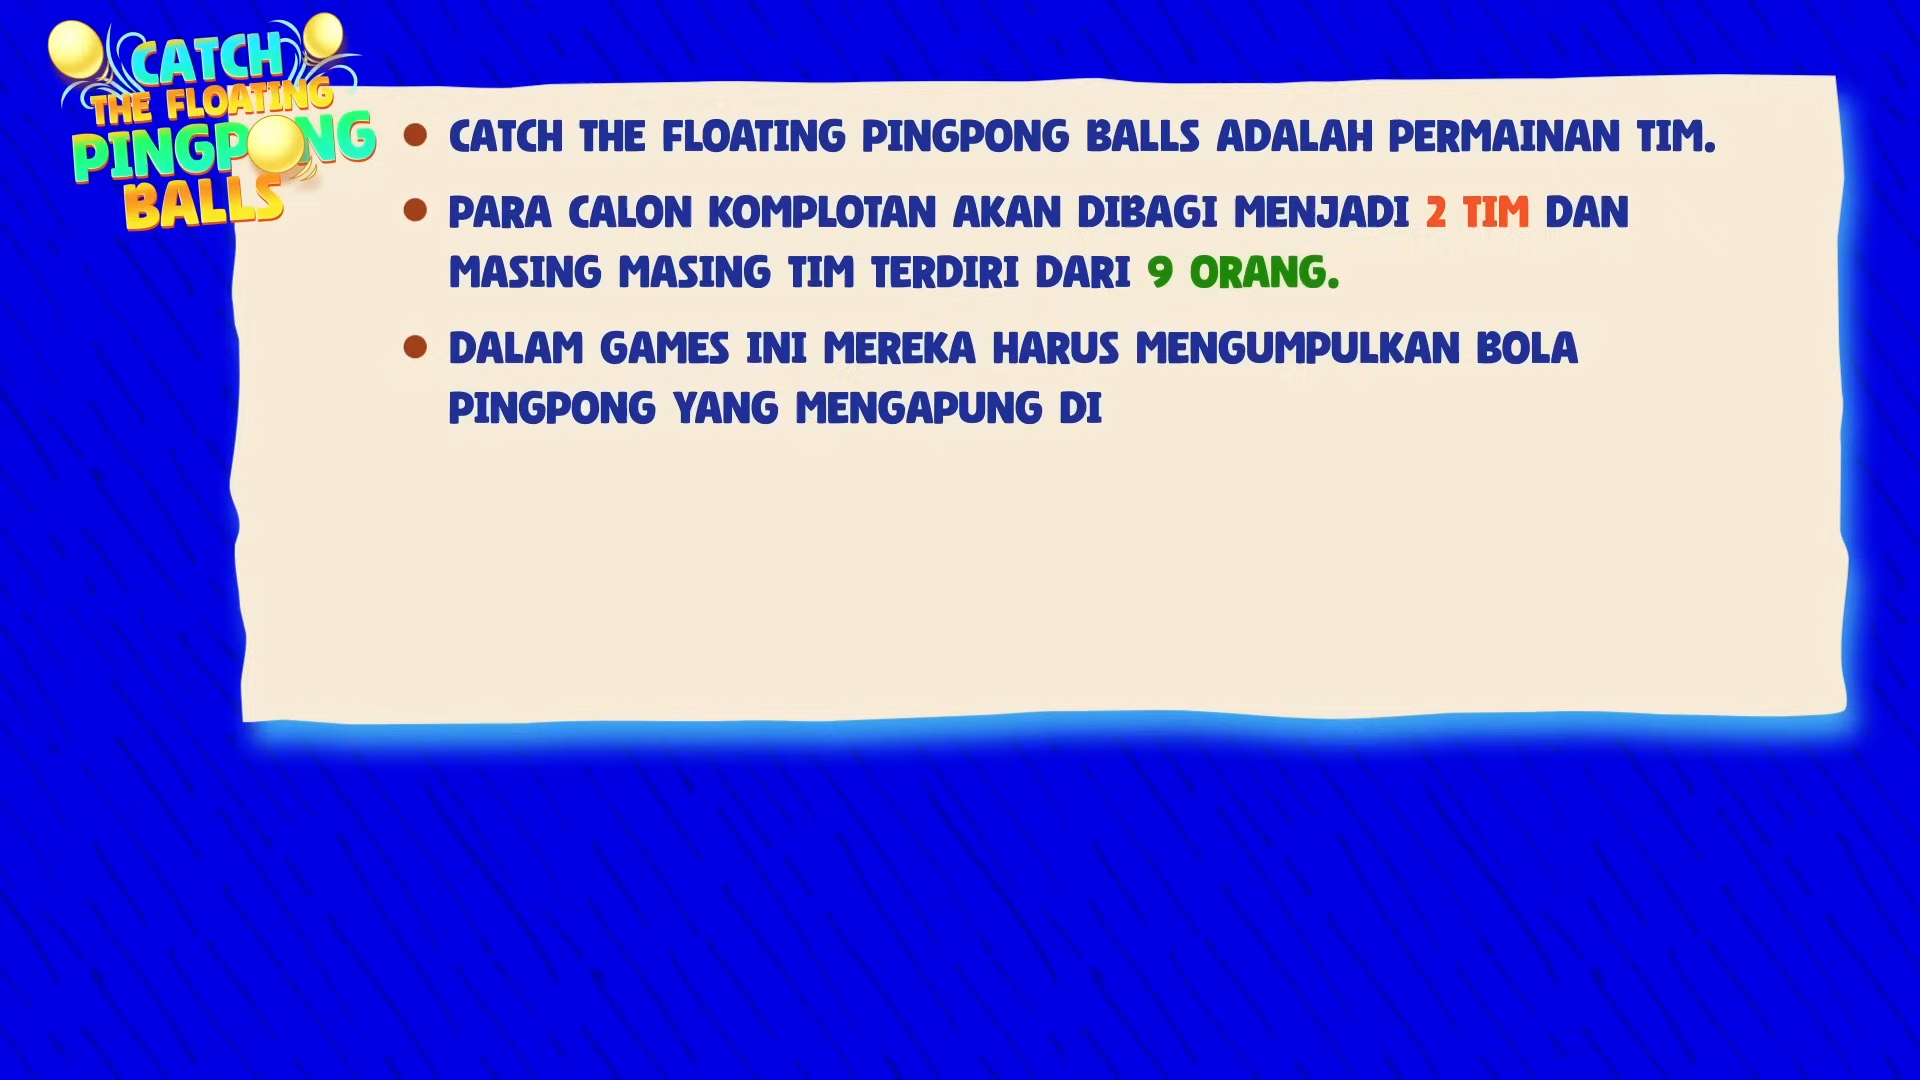 CATCH
THE FLOATING
PINGPONG
BALLS
• CATCH THE FLOATING PINGPONG BALLS ADALAH PERMAINAN TIM.
• PARA CALON KOMPLOTAN AKAN DIBAGI MENJADI 2 TIM DAN
MASING MASING TIM TERDIRI DARI 9 ORANG.
• DALAM GAMES INI MEREKA HARUS MENGUMPULKAN BOLA
PINGPONG YANG MENGAPUNG DI